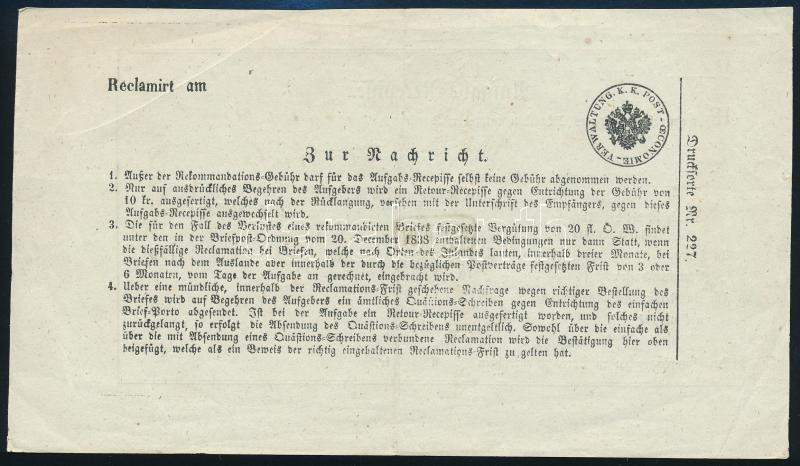 Reclamirt am
VERWALTUNG. K. K. POST-ŒCONOMIE-
Drucksorte Nr. 227.
Zur Nachricht.
1. Außer der Rekommandations-Gebühr darf für das Aufgabs-Recepisse selbst keine Gebühr abgenommen werden.
2. Nur auf ausdrückliches Begehren des Aufgebers wird ein Retour-Recepisse gegen Entrichtung der Gebühr von
10 kr. ausgefertigt, welches nach der Rücklangung, versehen mit der Unterschrift des Empfängers, gegen dieses
Aufgabs-Recepisse ausgewechselt wird.
3. Die für den Fall des Verlustes eines rekommandirten Briefes festgesetzte Vergütung von 20 fl. Ö. W. findet
unter den in der Briefpost-Ordnung vom 20. December 1838 enthaltenen Bedingungen nur dann Statt, wenn
die dießfällige Reclamation bei Briefen, welche nach Orten des Inlandes lauten, innerhalb dreier Monate, bei
Briefen nach dem Auslande aber innerhalb der durch die bezüglichen Postverträge festgesetzten Frist von 3 oder
6 Monaten, vom Tage der Aufgabe an gerechnet, eingebracht wird.
4. Ueber eine mündliche, innerhalb der Reclamations-Frist geschehene Nachfrage wegen richtiger Bestellung des
Briefes wird auf Begehren des Aufgebers ein ämtliches Quästions-Schreiben gegen Entrichtung des einfachen
Brief-Porto abgesendet. Ist bei der Aufgabe ein Retour-Recepisse ausgefertigt worden, und solches nicht
zurückgelangt, so erfolgt die Absendung des Quästions-Schreibens unentgeltlich. Sowohl über die einfache als
über die mit Absendung eines Quästions-Schreibens verbundene Reclamation wird die Bestätigung hier oben
beigefügt, welche als ein Beweis der richtig eingehaltenen Reclamations-Frist zu gelten hat.